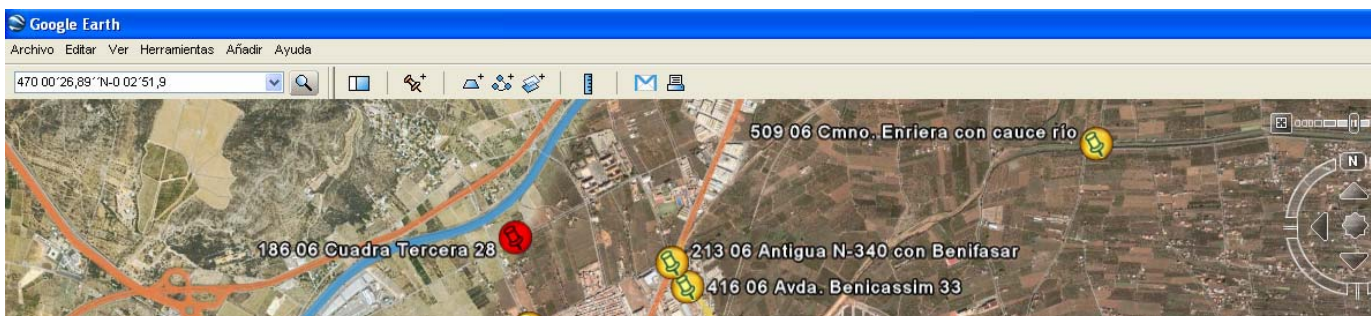 Google Earth
Archivo Editar Ver Herramientas Añadir Ayuda
470 00´26,89´´N-0 02´51,9
509 06 Cmno. Enriera con cauce río
N
186 06 Cuadra Tercera 28
213 06 Antigua N-340 con Benifasar
416 06 Avda. Benicassim 33